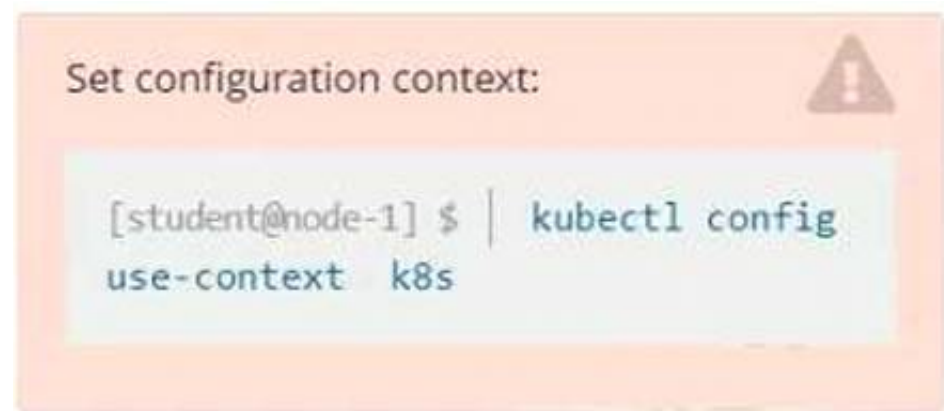 Set configuration context:
[student@node-1] $ | kubectl config
use-context k8s